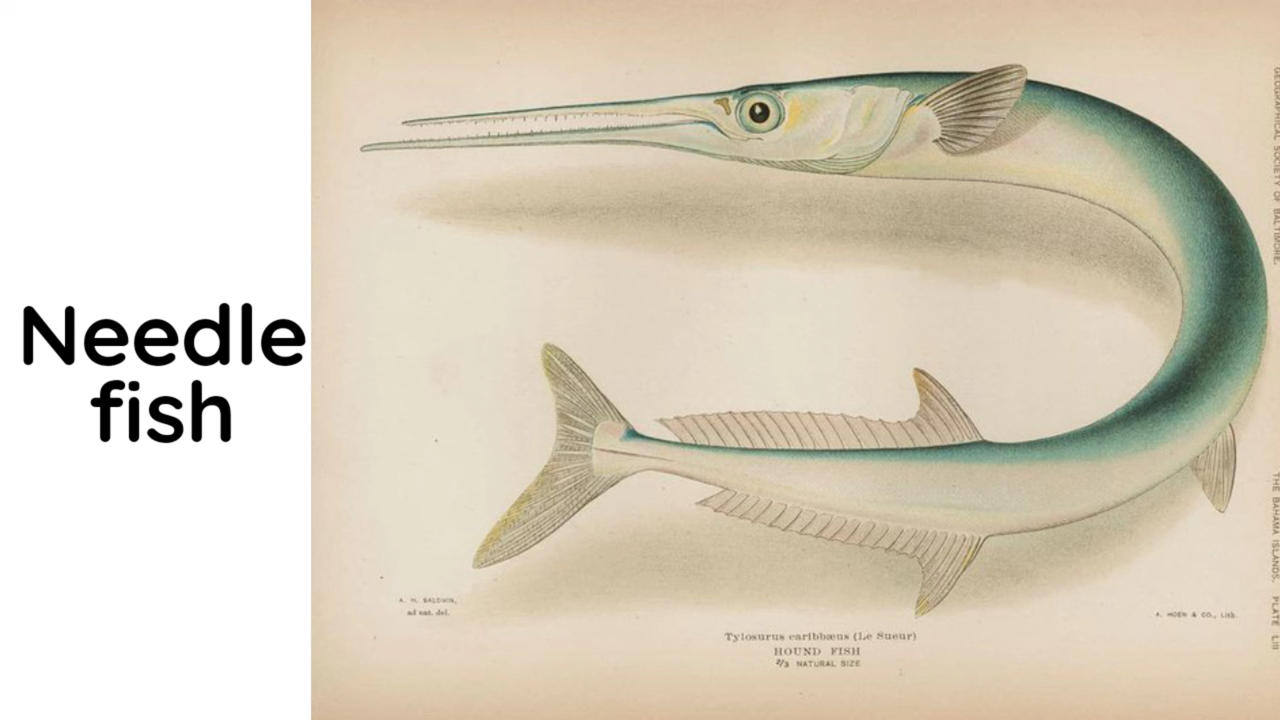 Needle
fish
A. H. BALDWIN,
ad nat. del.
A. HOEN & CO., Lith.
Tylosurus caribbæus (Le Sueur)
HOUND FISH
2/3 NATURAL SIZE
SOCIETY OF BALTIMORE.
THE BAHAMA ISLANDS. PLATE LIII